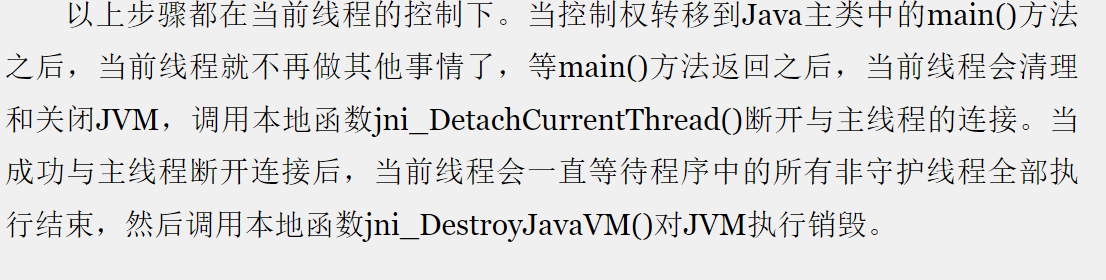 以上步骤都在当前线程的控制下。当控制权转移到Java主类中的main()方法
之后，当前线程就不再做其他事情了，等main()方法返回之后，当前线程会清理
和关闭JVM，调用本地函数jni_DetachCurrentThread()断开与主线程的连接。当
成功与主线程断开连接后，当前线程会一直等待程序中的所有非守护线程全部执
行结束，然后调用本地函数jni_DestroyJavaVM()对JVM执行销毁。